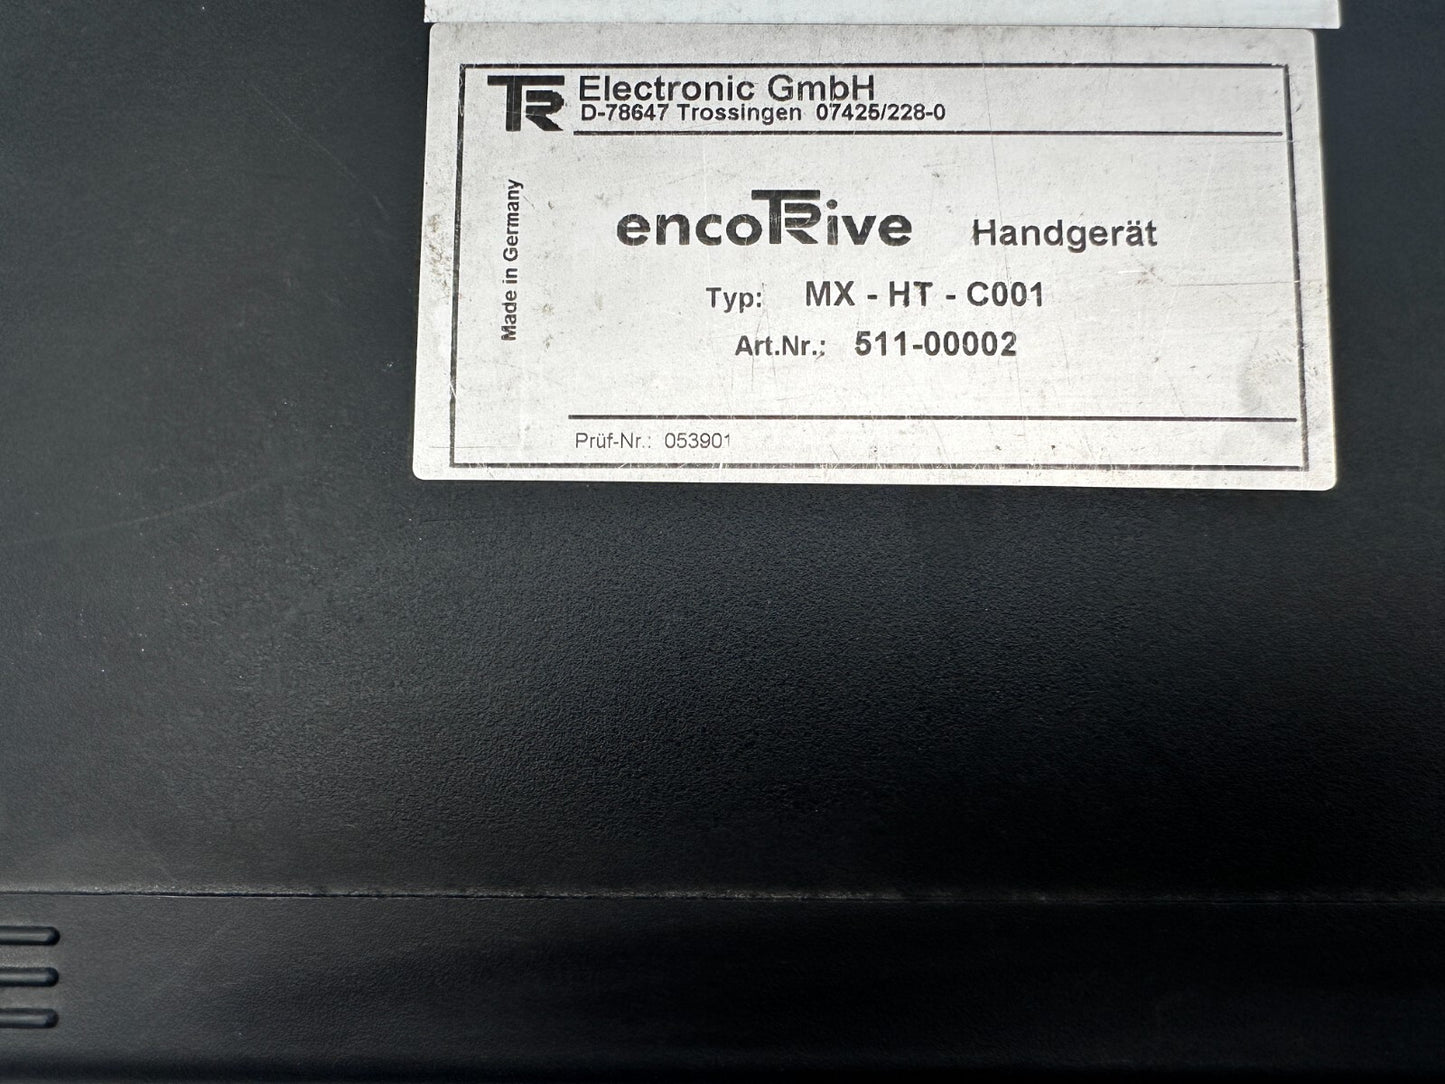 TR Electronic GmbH
D-78647 Trossingen 07425/228-0
Made in Germany
encoTRive Handgerät
Typ: MX - HT - C001
Art.Nr.: 511-00002
Prüf-Nr.: 053901